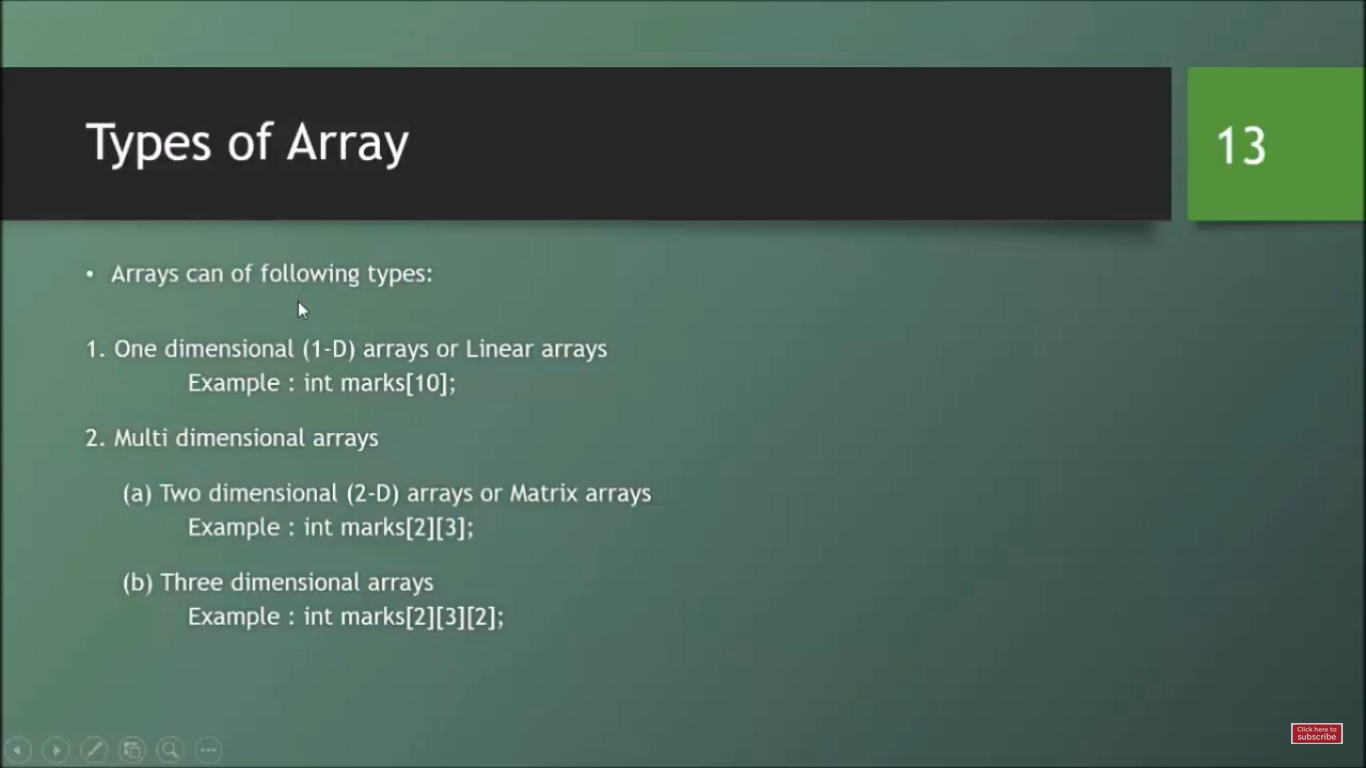 Types of Array
13
• Arrays can of following types:
1. One dimensional (1-D) arrays or Linear arrays
Example : int marks[10];
2. Multi dimensional arrays
(a) Two dimensional (2-D) arrays or Matrix arrays
Example : int marks[2][3];
(b) Three dimensional arrays
Example : int marks[2][3][2];
Click here to
subscribe